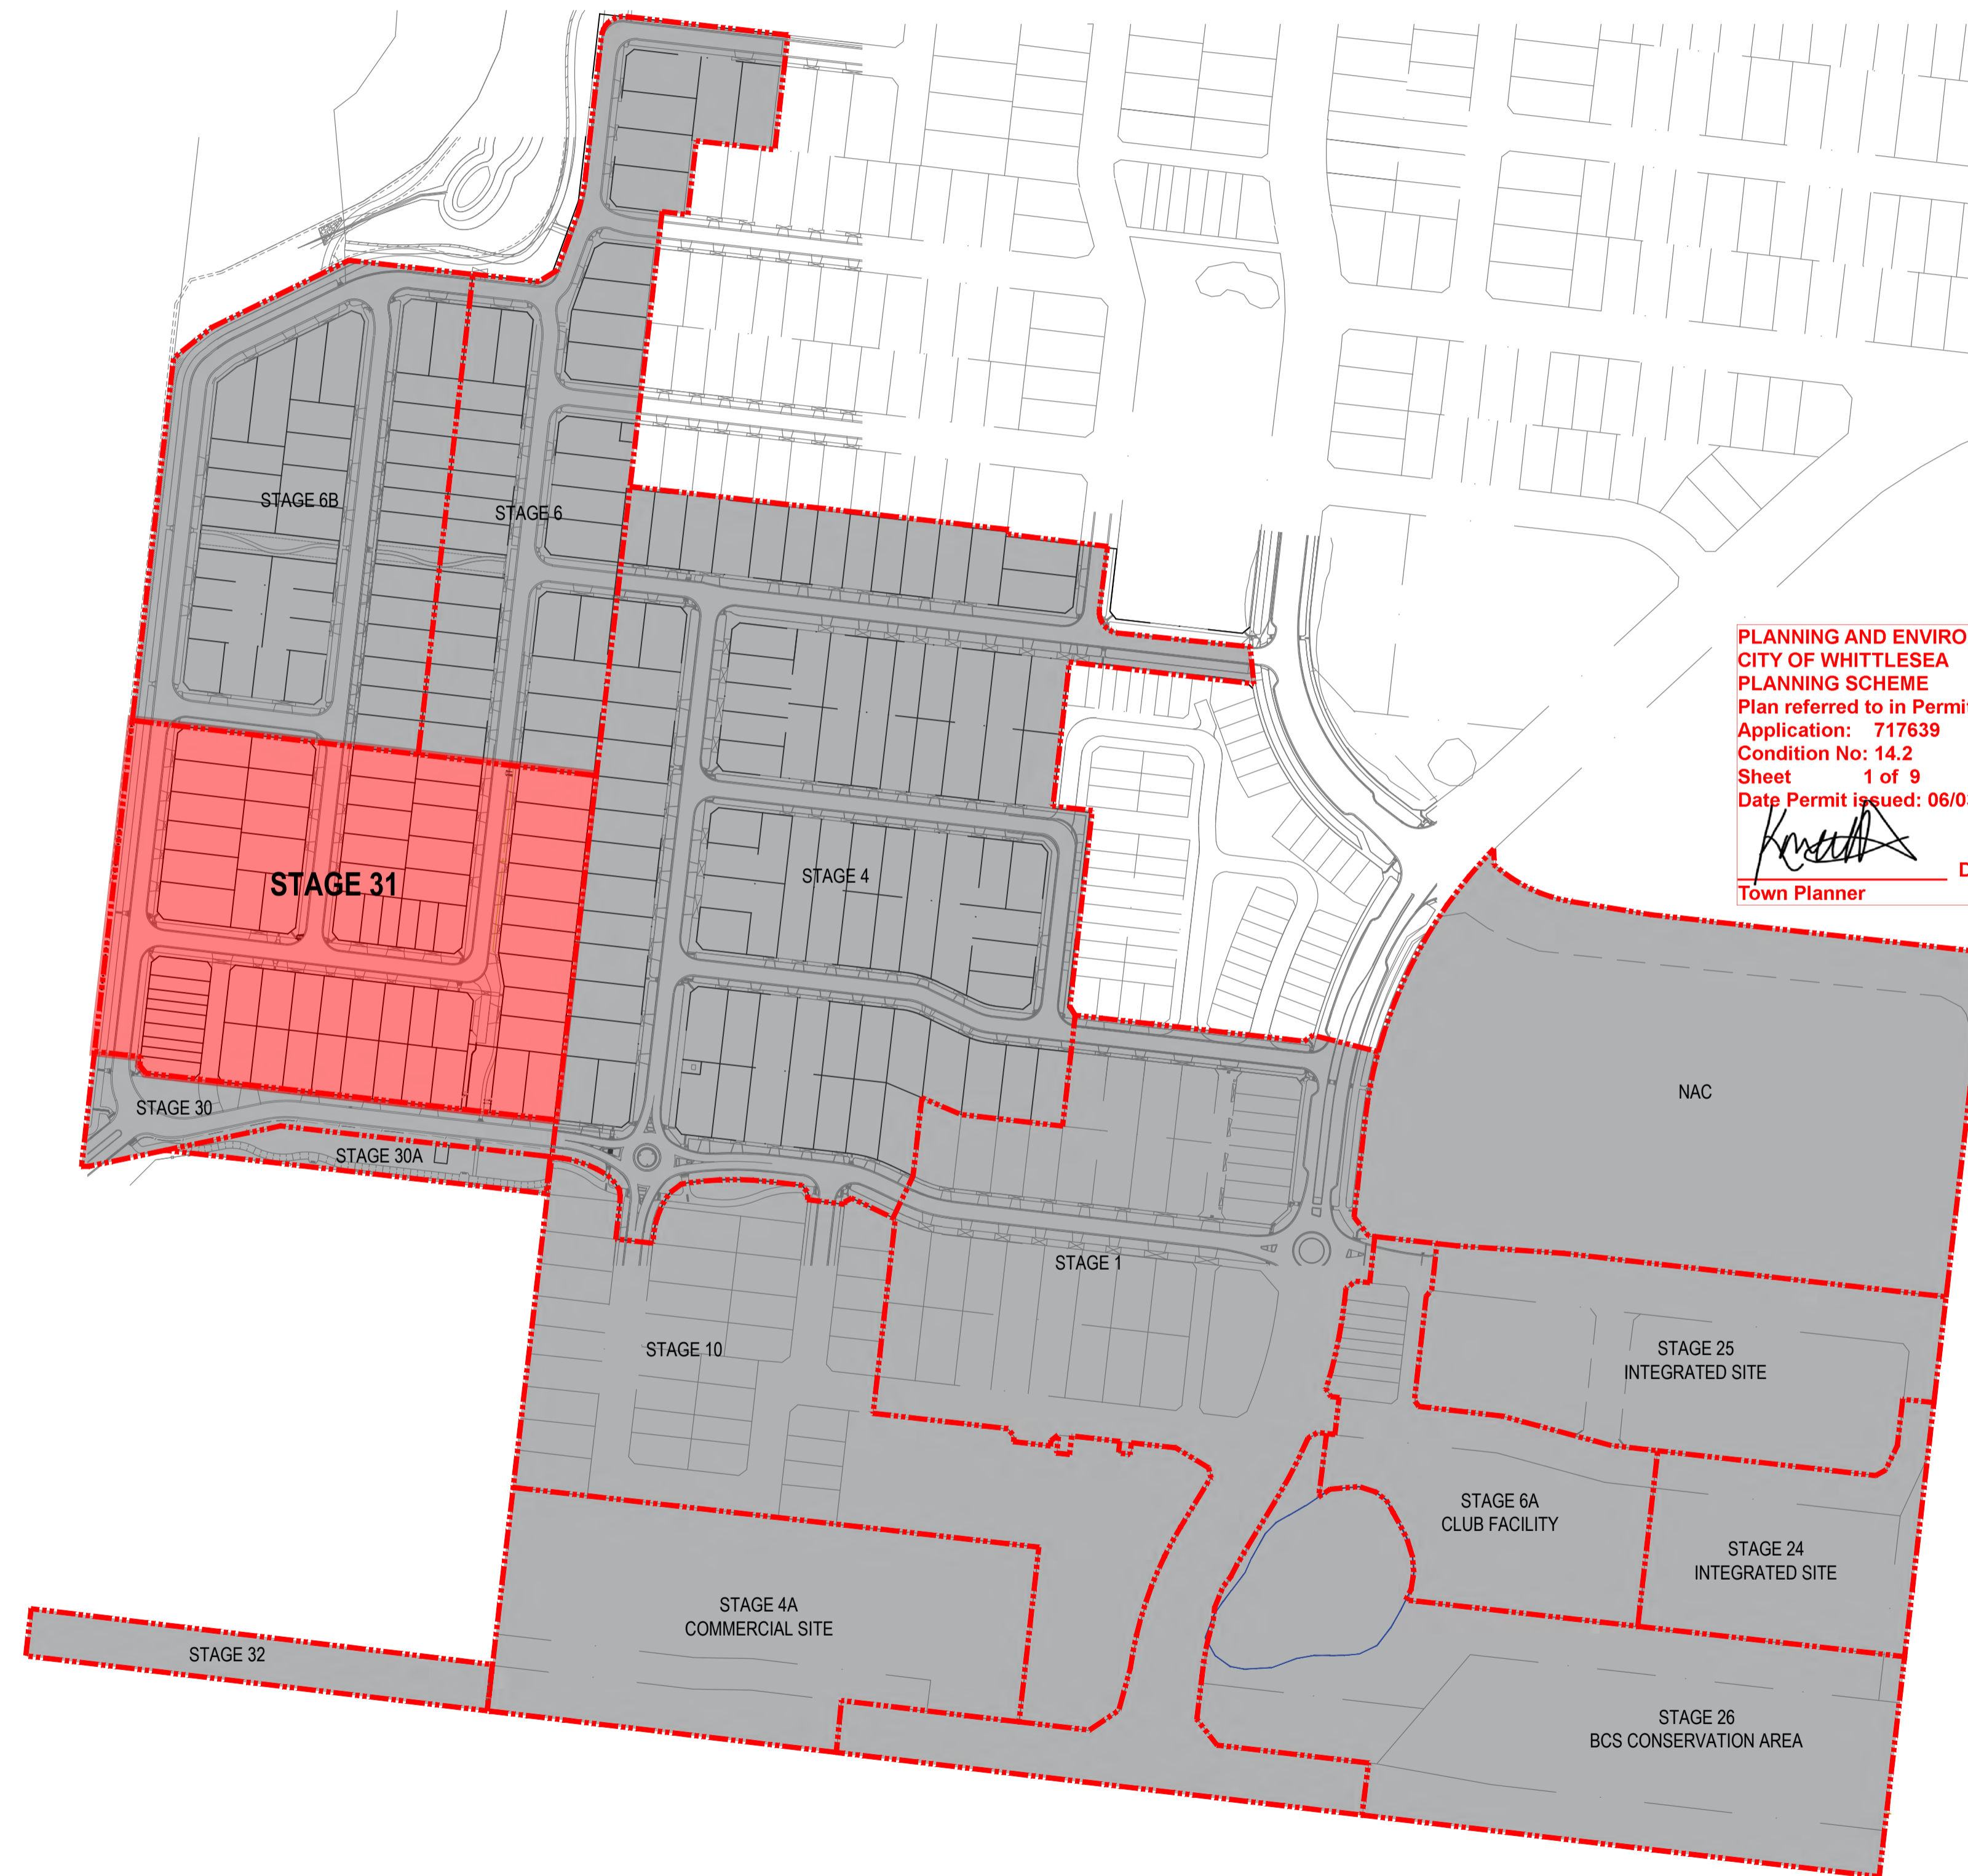 STAGE 6B
STAGE 6
PLANNING AND ENVIRO
CITY OF WHITTLESEA
PLANNING SCHEME
Plan referred to in Permit
Application: 717639
Condition No: 14.2
Sheet 1 of 9
Date Permit issued: 06/03
D
Town Planner
STAGE 31
STAGE 4
NAC
STAGE 30
STAGE 30A
STAGE 1
STAGE 10
STAGE 25
INTEGRATED SITE
STAGE 6A
CLUB FACILITY
STAGE 24
INTEGRATED SITE
STAGE 4A
COMMERCIAL SITE
STAGE 32
STAGE 26
BCS CONSERVATION AREA